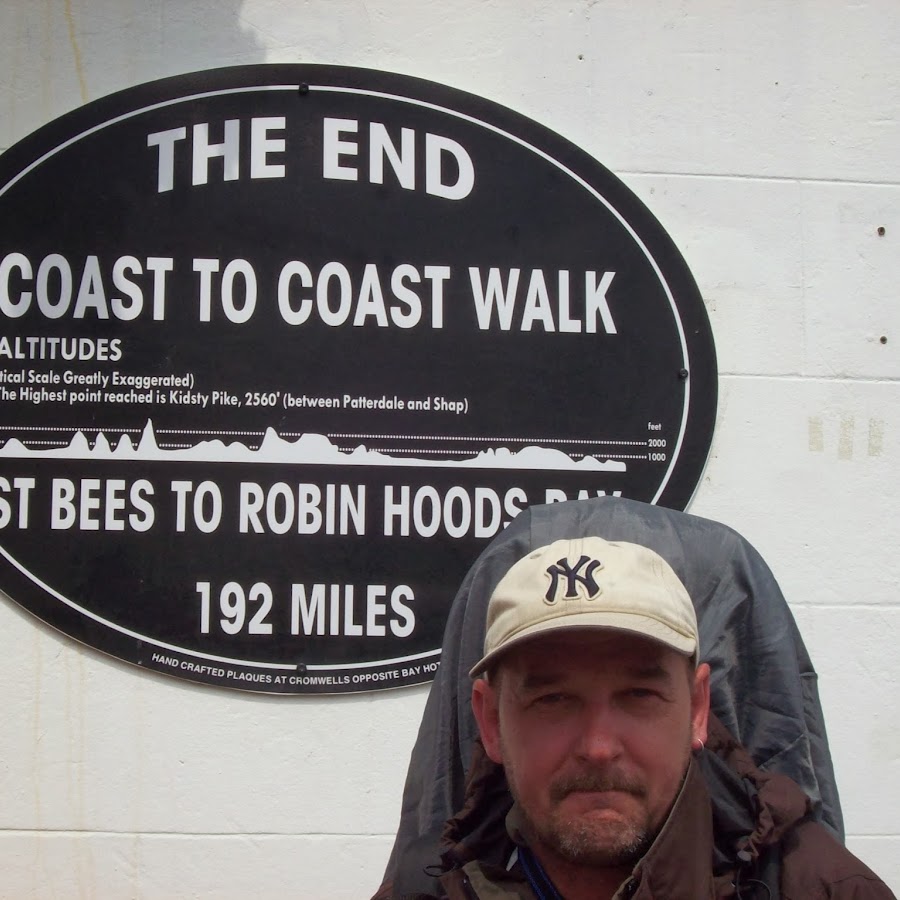 THE END
COAST TO COAST WALK
ALTITUDES
tical Scale Greatly Exaggerated)
The Highest point reached is Kidsty Pike, 2560' (between Patterdale and Shap)
feet
2000
1000
ST BEES TO ROBIN HOODS BAY
192 MILES
HAND CRAFTED PLAQUES AT CROMWELLS OPPOSITE BAY HOT
NY